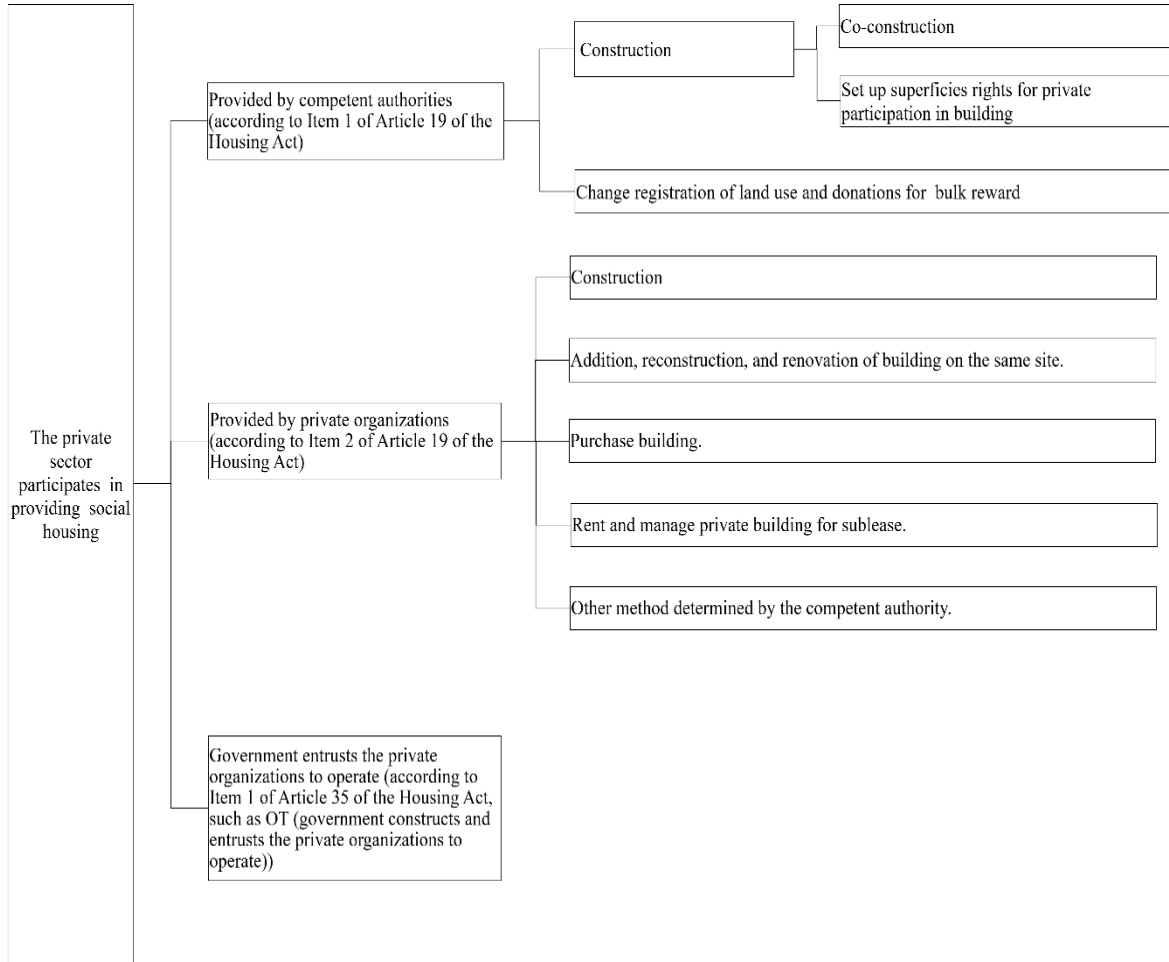 The private
sector
participates in
providing social
housing
Provided by competent authorities
(according to Item 1 of Article 19 of the
Housing Act)
Construction
Co-construction
Set up superficies rights for private
participation in building
Change registration of land use and donations for bulk reward
Provided by private organizations
(according to Item 2 of Article 19 of the
Housing Act)
Construction
Addition, reconstruction, and renovation of building on the same site.
Purchase building.
Rent and manage private building for sublease.
Other method determined by the competent authority.
Government entrusts the private
organizations to operate (according to
Item 1 of Article 35 of the Housing Act,
such as OT (government constructs and
entrusts the private organizations to
operate))